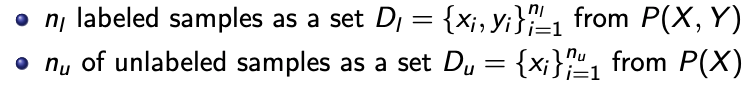 • n_l labeled samples as a set D_l = {x_i, y_i}_{i=1}^{n_l} from P(X, Y)
• n_u of unlabeled samples as a set D_u = {x_i}_{i=1}^{n_u} from P(X)